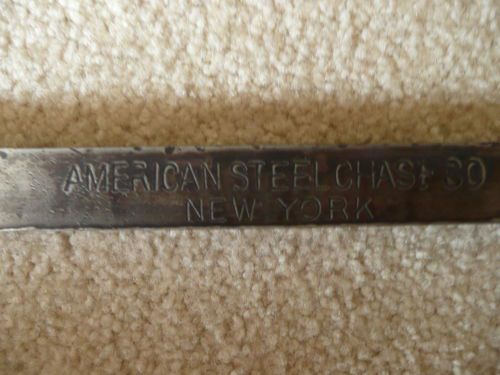 AMERICAN STEEL CHASE CO
NEW YORK